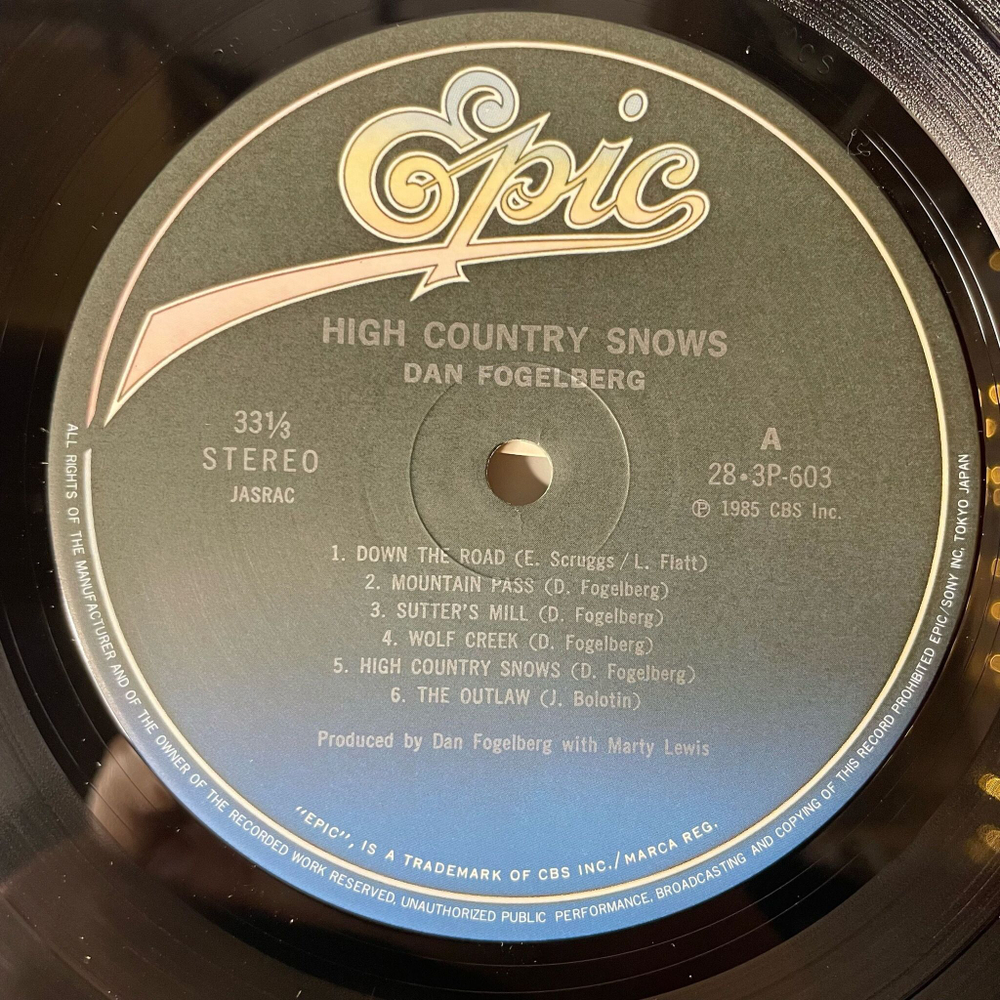 Epic
HIGH COUNTRY SNOWS
DAN FOGELBERG
33⅓
STEREO
JASRAC
A
28•3P-603
℗ 1985 CBS Inc.
1. DOWN THE ROAD (E. Scruggs / L. Flatt)
2. MOUNTAIN PASS (D. Fogelberg)
3. SUTTER'S MILL (D. Fogelberg)
4. WOLF CREEK (D. Fogelberg)
5. HIGH COUNTRY SNOWS (D. Fogelberg)
6. THE OUTLAW (J. Bolotin)
Produced by Dan Fogelberg with Marty Lewis
"EPIC", IS A TRADEMARK OF CBS INC./MARCA REG.
ALL RIGHTS OF THE MANUFACTURER AND OF THE OWNER OF THE RECORDED WORK RESERVED, UNAUTHORIZED PUBLIC PERFORMANCE, BROADCASTING AND COPYING OF THIS RECORD PROHIBITED EPIC/SONY INC. TOKYO JAPAN